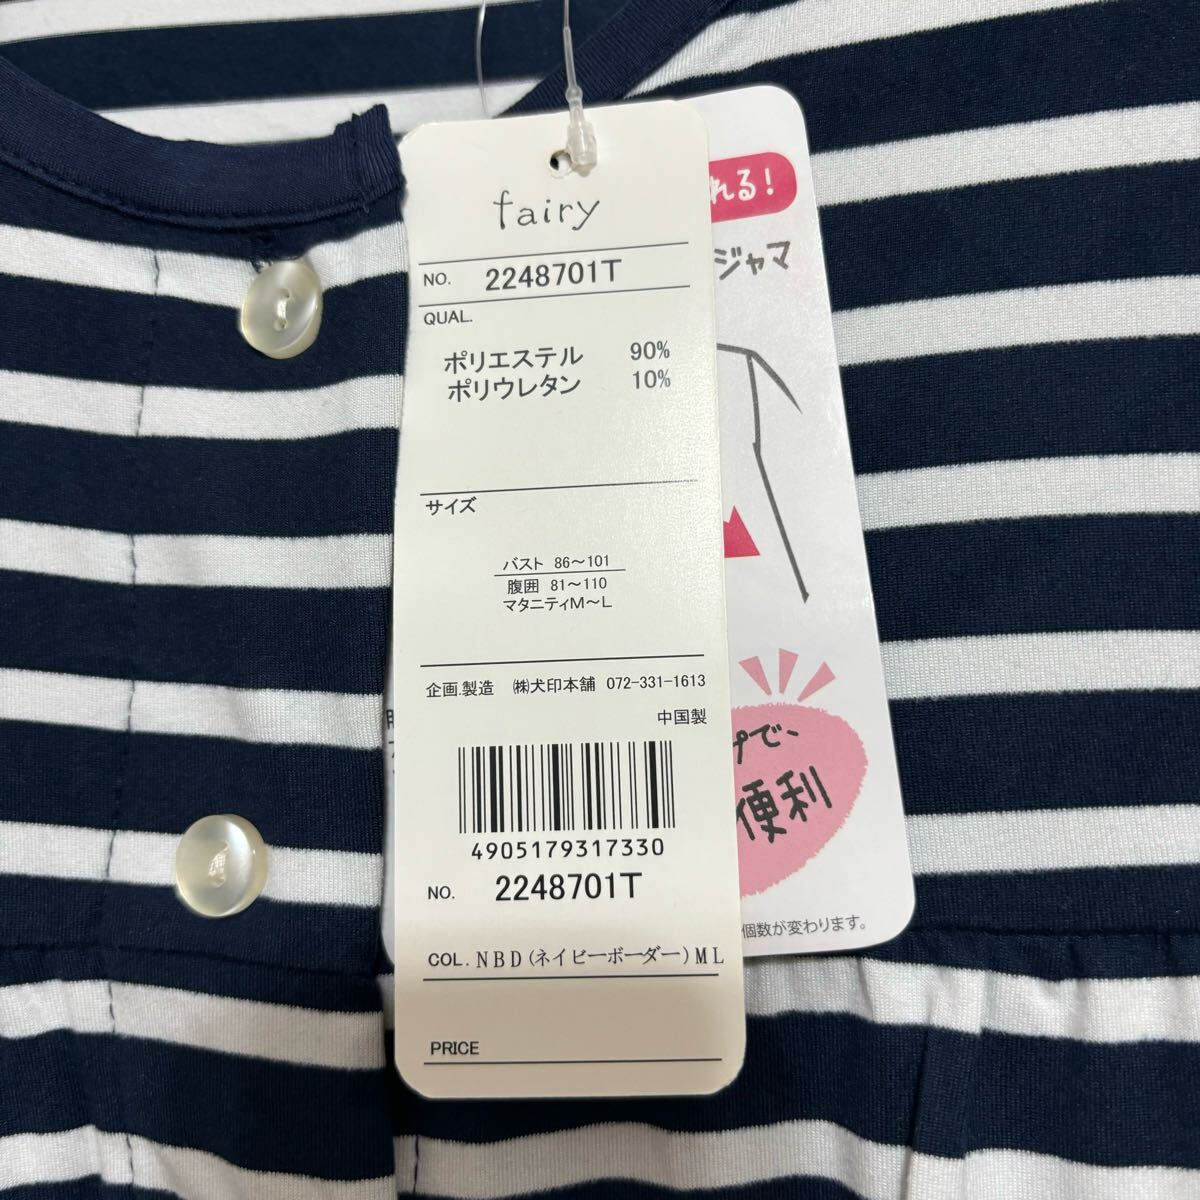 fairy
NO. 2248701T
QUAL.
ポリエステル 90%
ポリウレタン 10%
サイズ
バスト 86～101
腹囲 81～110
マタニティM～L
企画.製造 ㈱犬印本舗 072-331-1613
中国製
4905179317330
NO. 2248701T
COL. NBD(ネイビーボーダー)ML
PRICE
れる!
ジャマ
プで、
便利
個数が変わります。